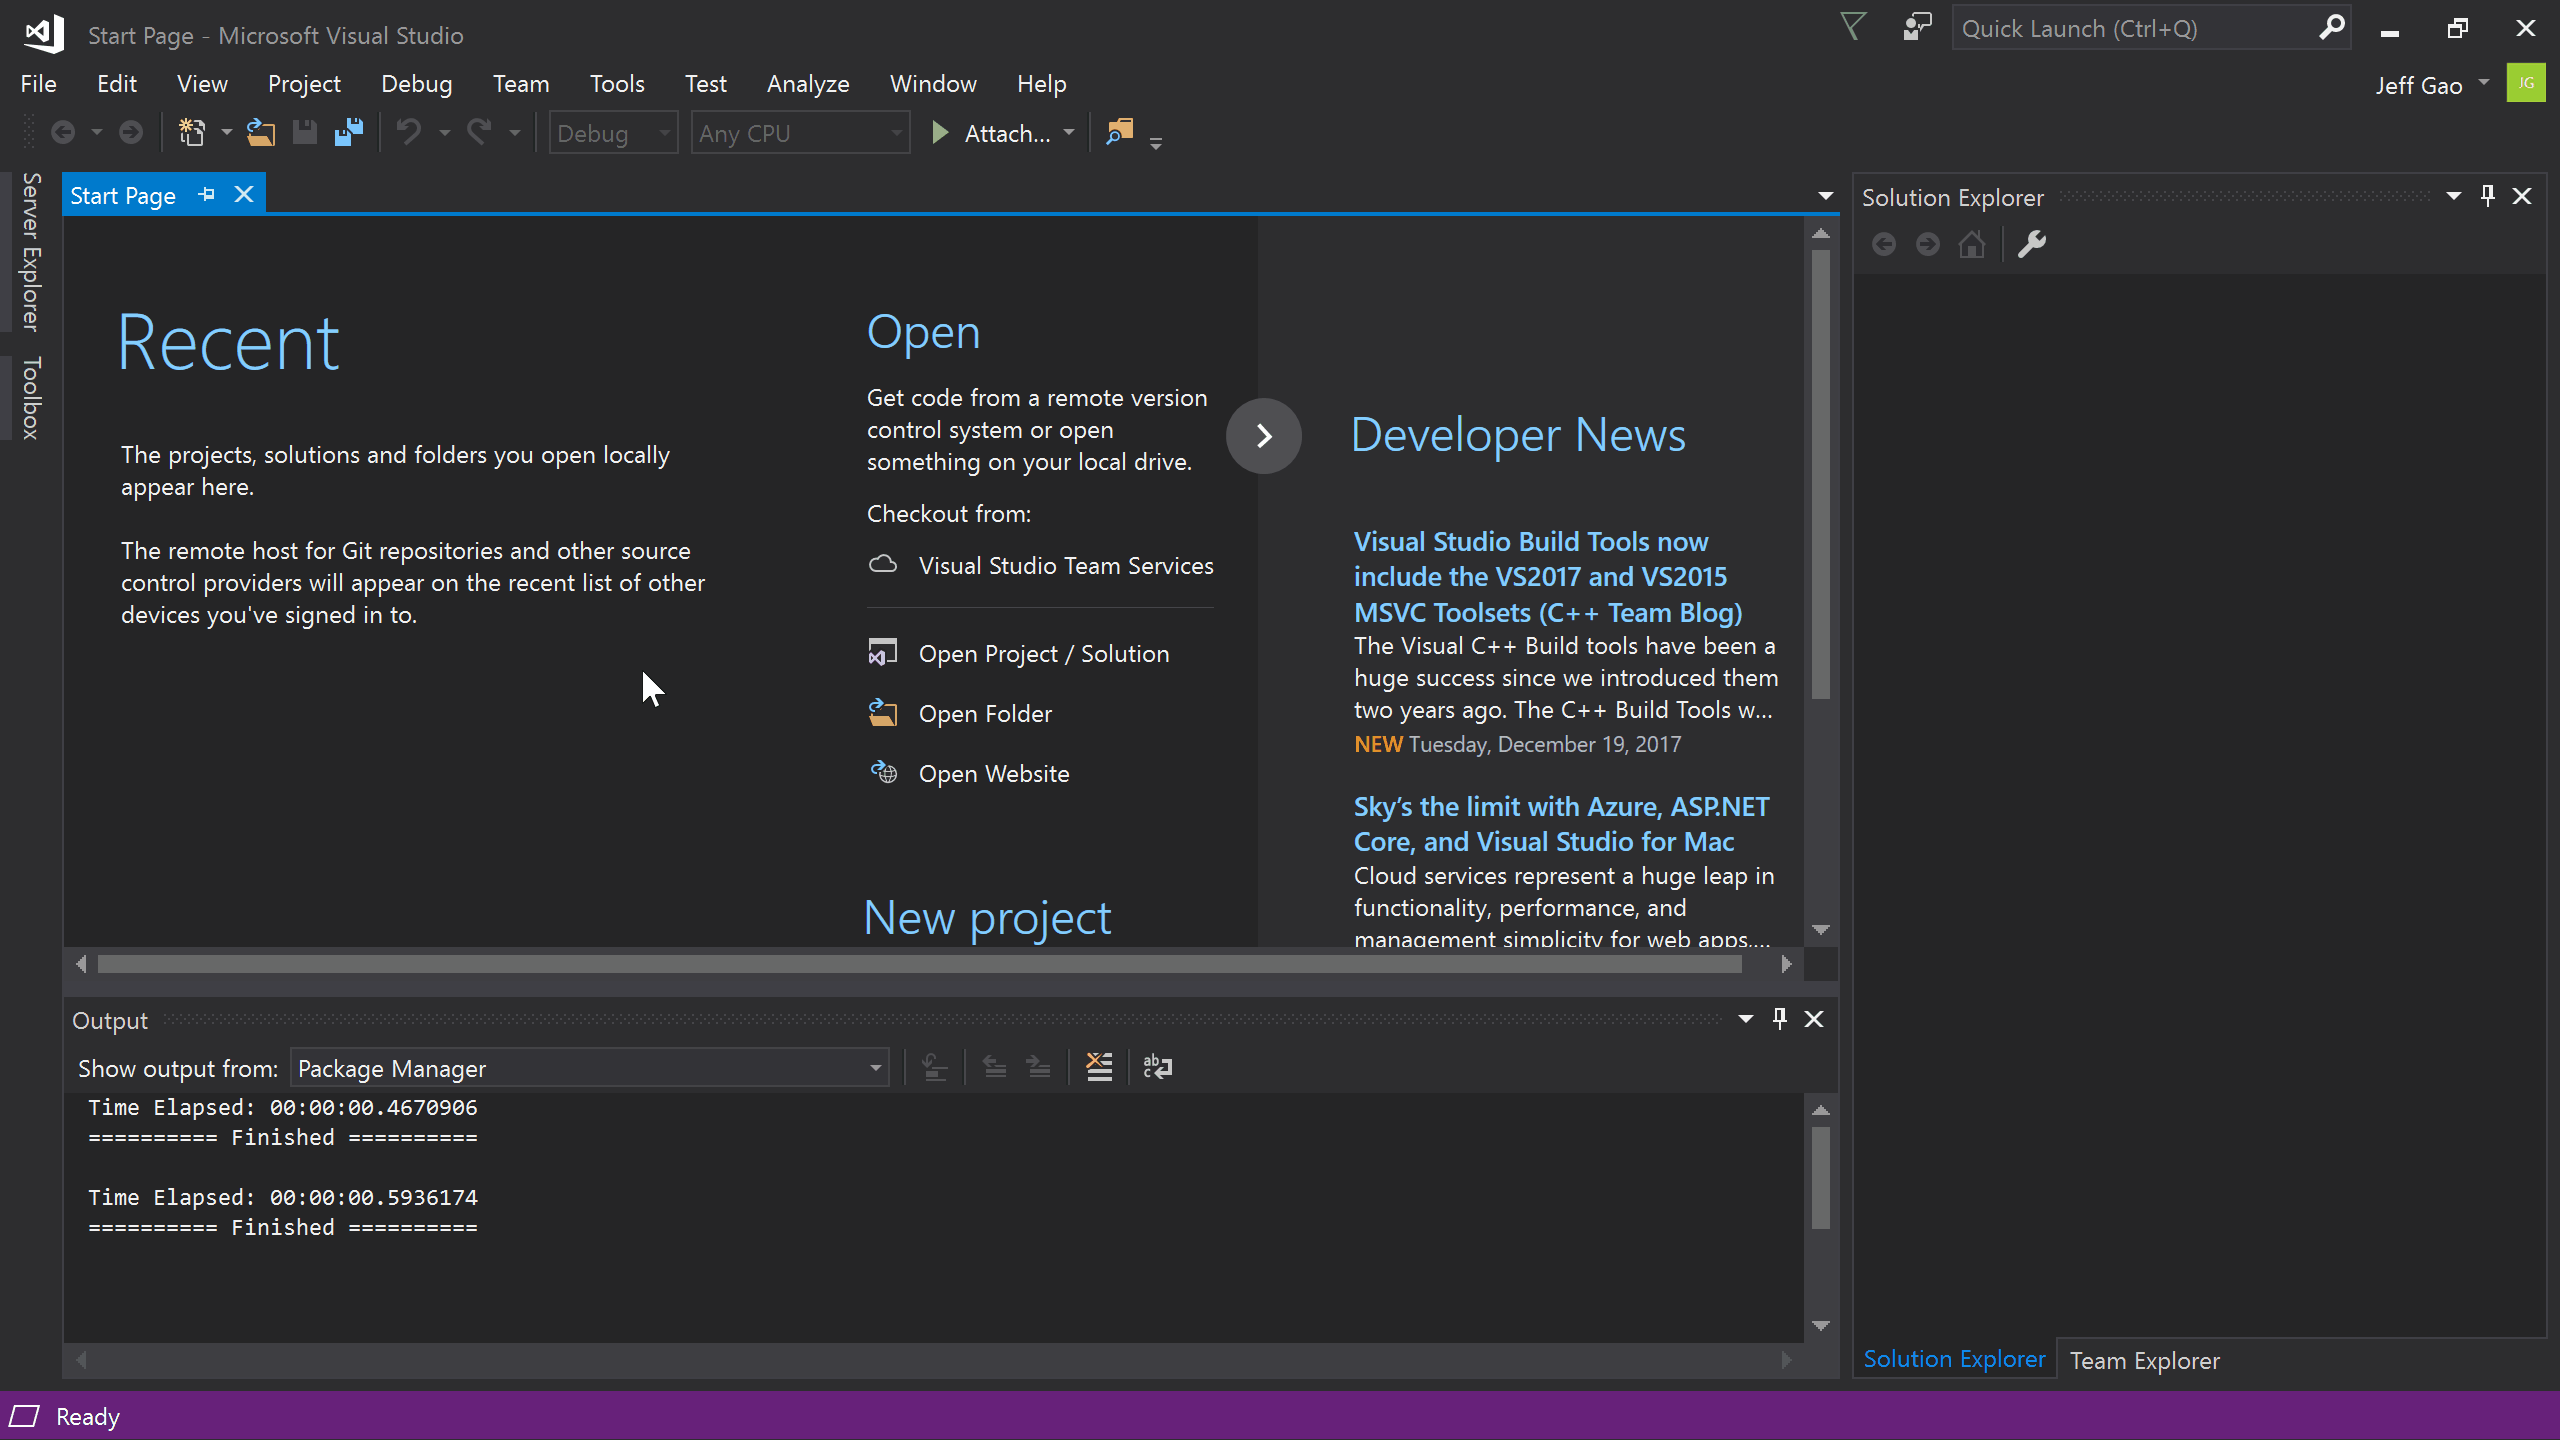 Start Page - Microsoft Visual Studio
Quick Launch (Ctrl+Q)
File Edit View Project Debug Team Tools Test Analyze Window Help
Jeff Gao
JG
Debug
Any CPU
Attach...
Server Explorer
Toolbox
Start Page
Recent
The projects, solutions and folders you open locally
appear here.
The remote host for Git repositories and other source
control providers will appear on the recent list of other
devices you've signed in to.
Open
Get code from a remote version
control system or open
something on your local drive.
Checkout from:
Visual Studio Team Services
Open Project / Solution
Open Folder
Open Website
New project
Developer News
Visual Studio Build Tools now
include the VS2017 and VS2015
MSVC Toolsets (C++ Team Blog)
The Visual C++ Build tools have been a
huge success since we introduced them
two years ago. The C++ Build Tools w...
NEW Tuesday, December 19, 2017
Sky's the limit with Azure, ASP.NET
Core, and Visual Studio for Mac
Cloud services represent a huge leap in
functionality, performance, and
management simplicity for web apps....
Solution Explorer
Output
Show output from: Package Manager
Time Elapsed: 00:00:00.4670906
========== Finished ==========
Time Elapsed: 00:00:00.5936174
========== Finished ==========
Solution Explorer
Team Explorer
Ready